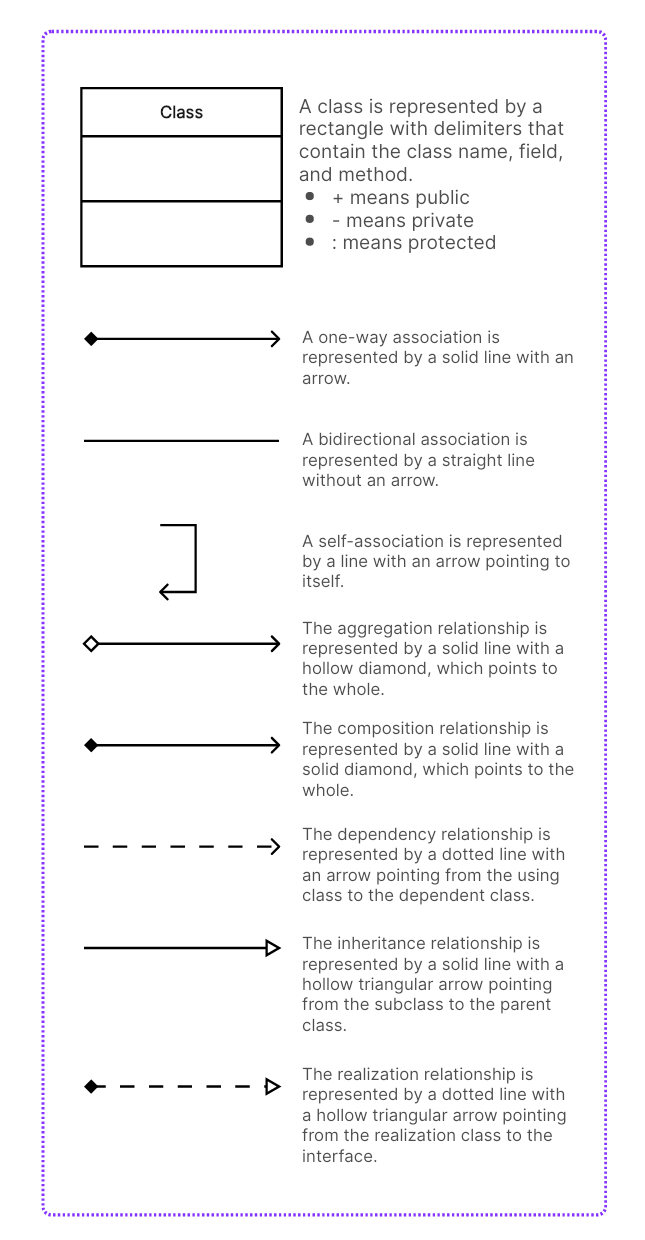 Class
A class is represented by a
rectangle with delimiters that
contain the class name, field,
and method.
• + means public
• - means private
• : means protected
A one-way association is
represented by a solid line with an
arrow.
A bidirectional association is
represented by a straight line
without an arrow.
A self-association is represented
by a line with an arrow pointing to
itself.
The aggregation relationship is
represented by a solid line with a
hollow diamond, which points to
the whole.
The composition relationship is
represented by a solid line with a
solid diamond, which points to the
whole.
The dependency relationship is
represented by a dotted line with
an arrow pointing from the using
class to the dependent class.
The inheritance relationship is
represented by a solid line with a
hollow triangular arrow pointing
from the subclass to the parent
class.
The realization relationship is
represented by a dotted line with
a hollow triangular arrow pointing
from the realization class to the
interface.